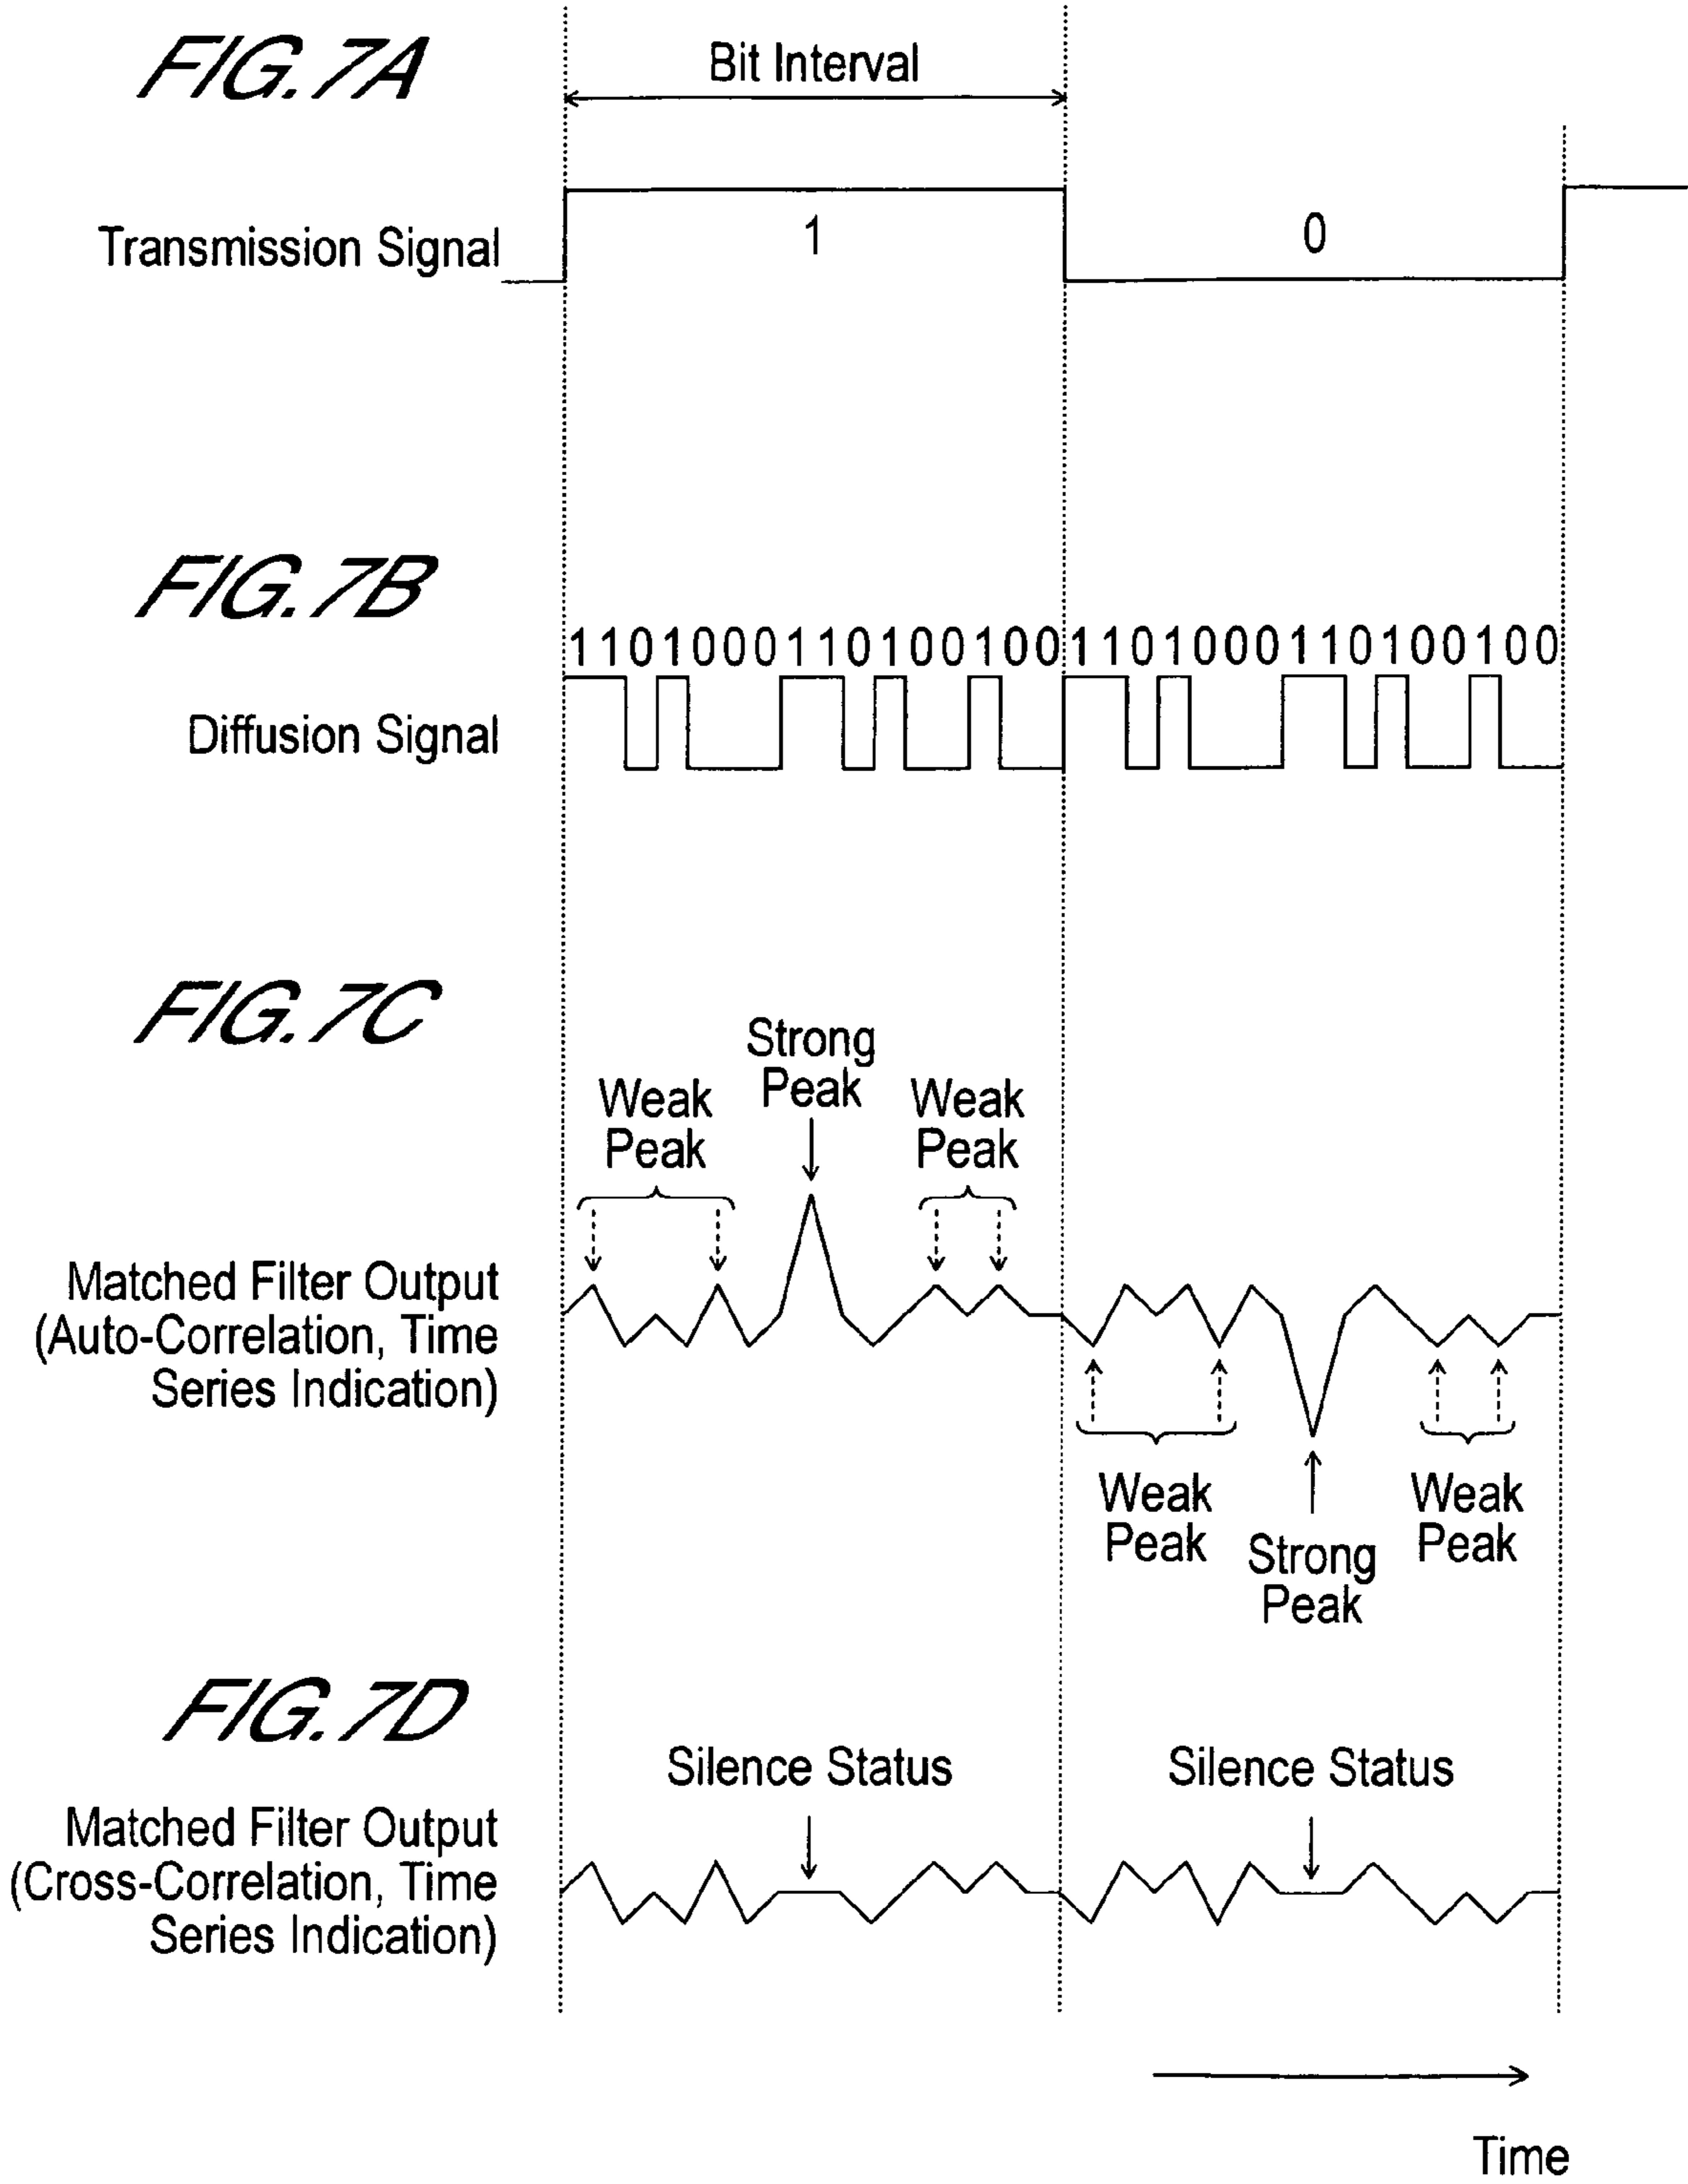 FIG.7A
Bit Interval
Transmission Signal
1
0
FIG.7B
11010001101001001101000110100100
Diffusion Signal
FIG.7C
Strong
Peak
Weak
Peak
Weak
Peak
Matched Filter Output
(Auto-Correlation, Time
Series Indication)
Weak
Peak
Strong
Peak
Weak
Peak
FIG.7D
Silence Status
Silence Status
Matched Filter Output
(Cross-Correlation, Time
Series Indication)
Time